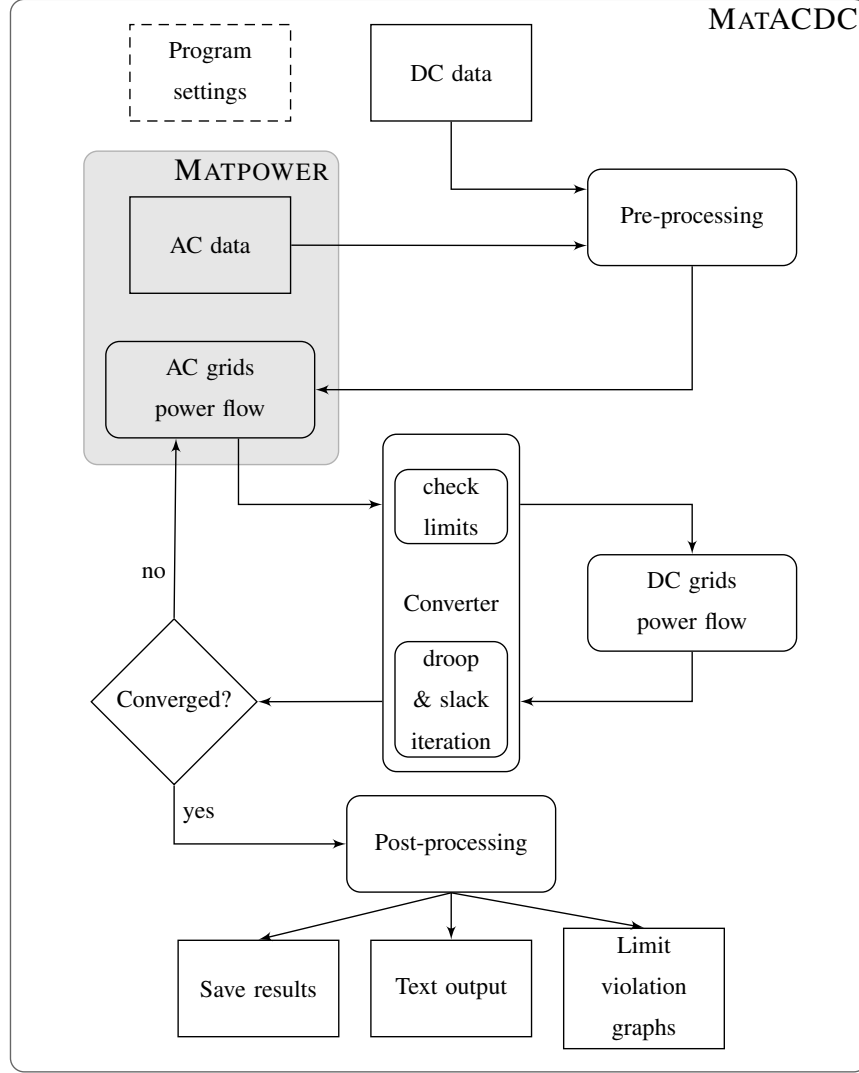 MATACDC
Program
settings
DC data
MATPOWER
Pre-processing
AC data
AC grids
power flow
check
limits
no
Converter
DC grids
power flow
Converged?
droop
& slack
iteration
yes
Post-processing
Save results
Text output
Limit
violation
graphs